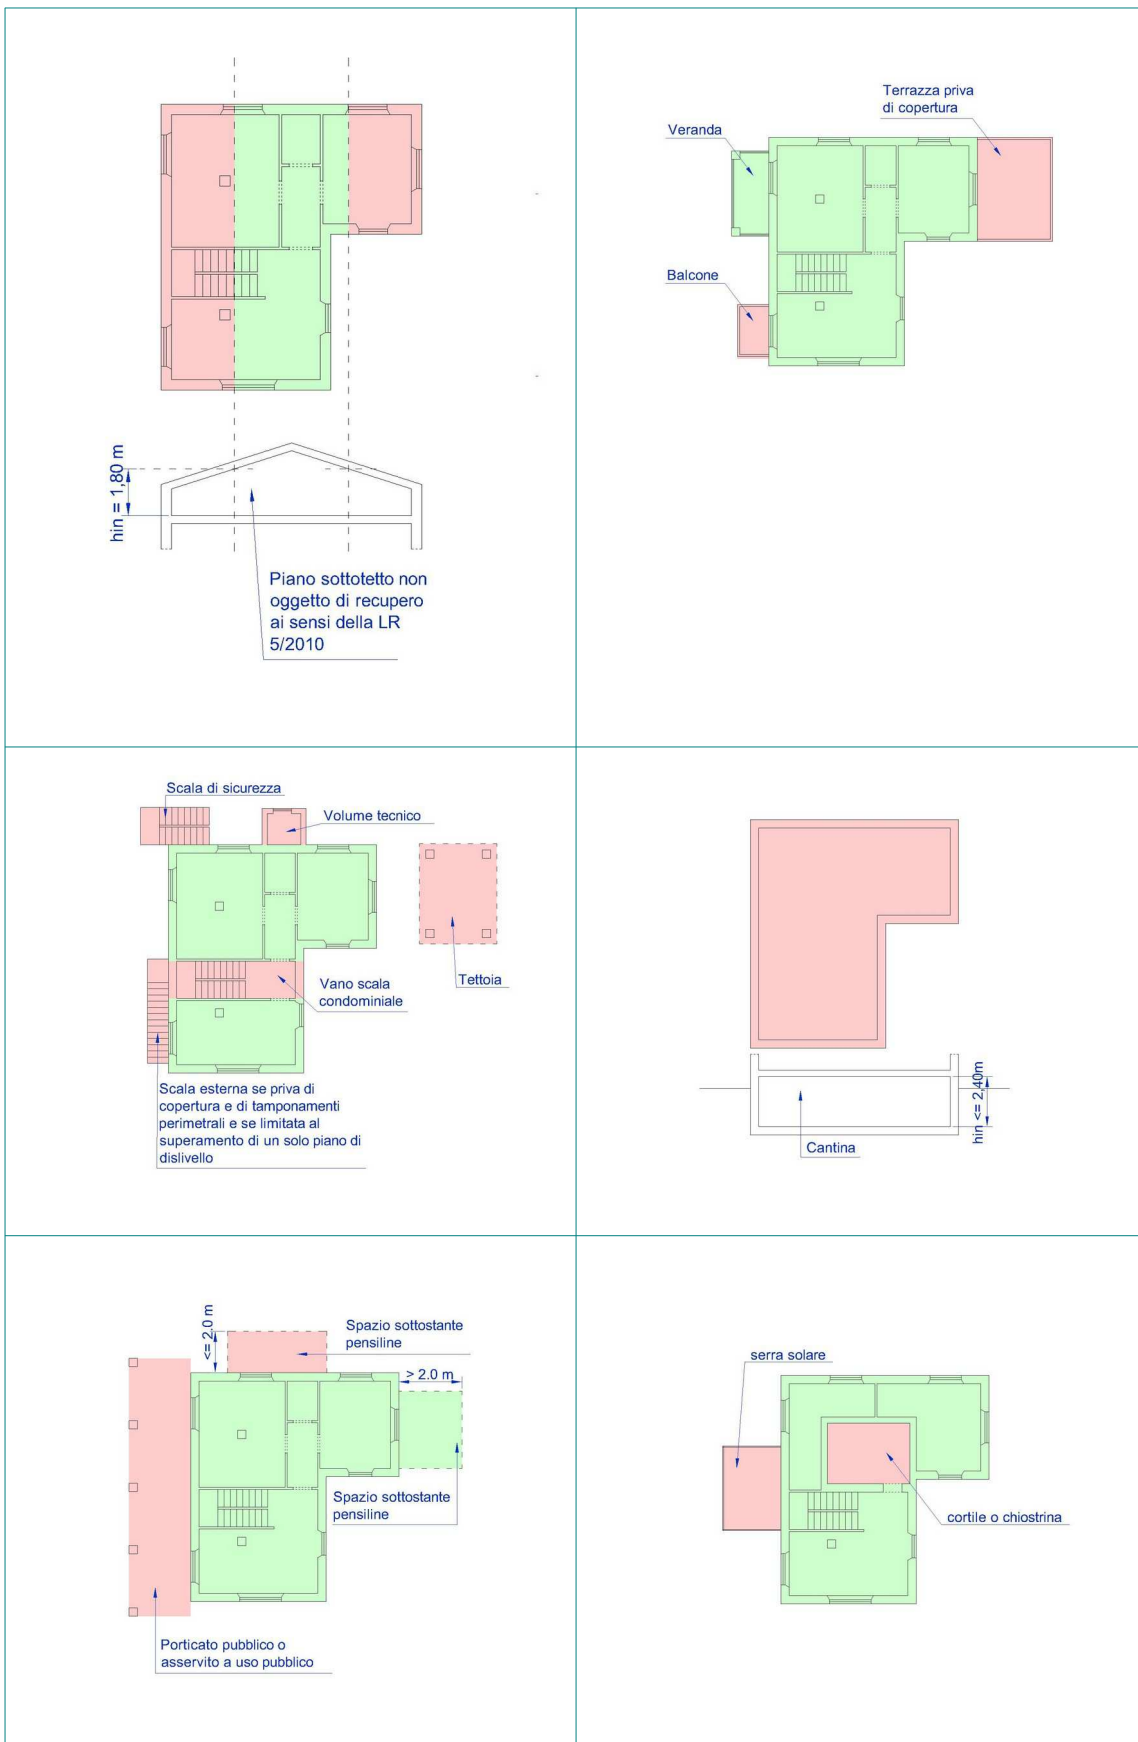 hin = 1,80 m
Piano sottotetto non
oggetto di recupero
ai sensi della LR
5/2010
Terrazza priva
di copertura
Veranda
Balcone
Scala di sicurezza
Volume tecnico
Tettoia
Vano scala
condominiale
Scala esterna se priva di
copertura e di tamponamenti
perimetrali e se limitata al
superamento di un solo piano di
dislivello
hin <= 2,40m
Cantina
<= 2.0 m
Spazio sottostante
pensiline
> 2.0 m
Spazio sottostante
pensiline
Porticato pubblico o
asservito a uso pubblico
serra solare
cortile o chiostrina